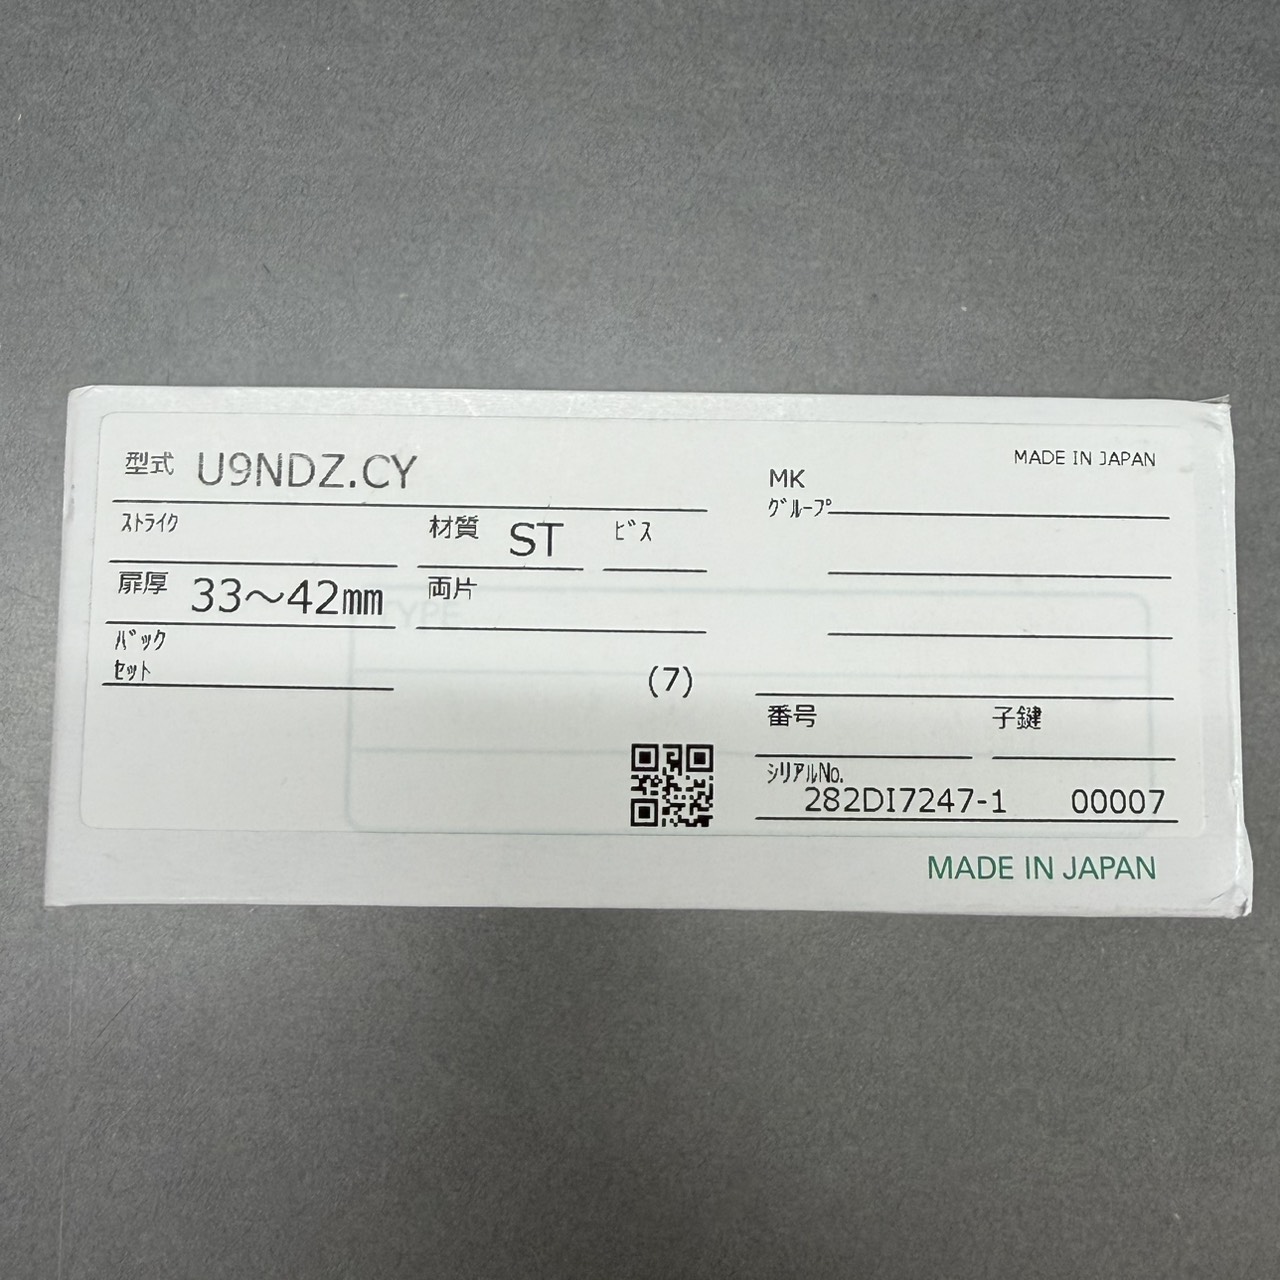 型式 U9NDZ.CY
MADE IN JAPAN
MK
グループ
ストライク 材質 ST ビス
扉厚 33～42㎜ 両片
バック
セット
(7)
番号 子鍵
シリアルNo.
282DI7247-1 00007
MADE IN JAPAN
TYPE